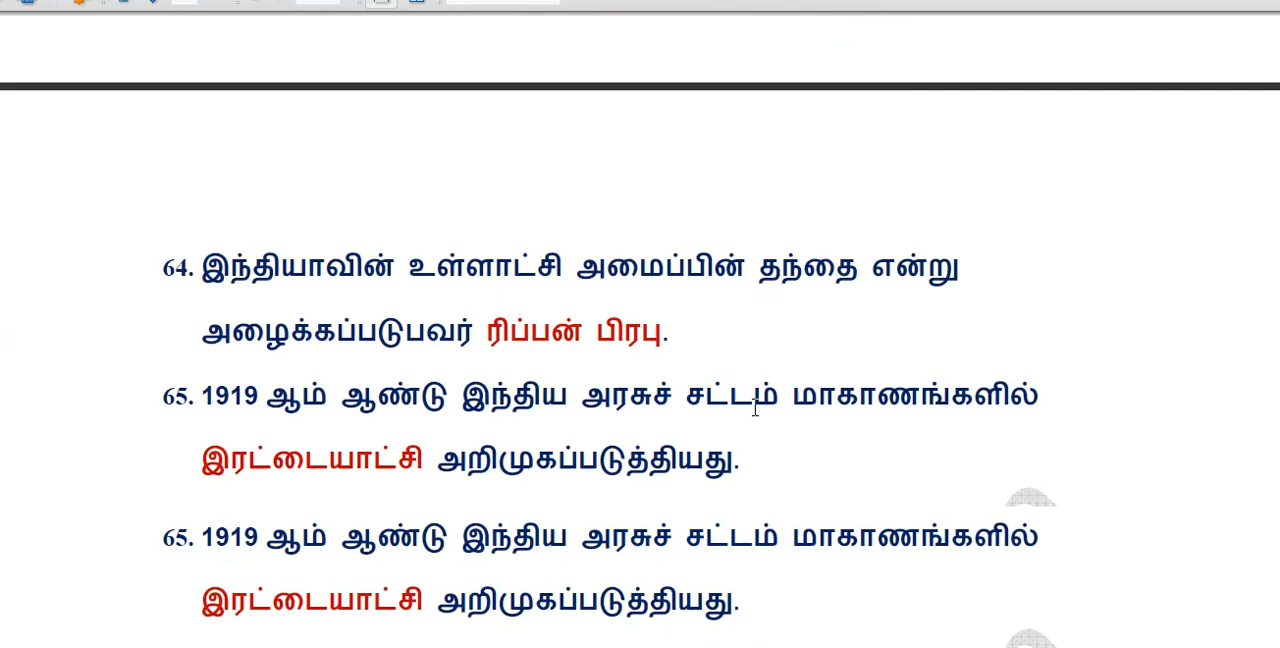 64. இந்தியாவின் உள்ளாட்சி அமைப்பின் தந்தை என்று
அழைக்கப்படுபவர் ரிப்பன் பிரபு.
65. 1919 ஆம் ஆண்டு இந்திய அரசுச் சட்டம் மாகாணங்களில்
இரட்டையாட்சி அறிமுகப்படுத்தியது.
65. 1919 ஆம் ஆண்டு இந்திய அரசுச் சட்டம் மாகாணங்களில்
இரட்டையாட்சி அறிமுகப்படுத்தியது.